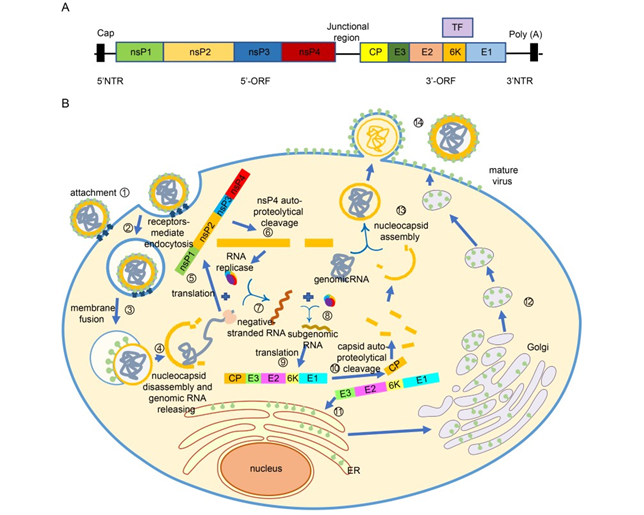 A
Cap
nsP1
nsP2
nsP3
nsP4
Junctional
region
CP
E3
E2
6K
E1
TF
Poly (A)
5'NTR
5'-ORF
3'-ORF
3'NTR
B
attachment ①
②
receptors-
mediate
endocytosis
membrane
fusion
③
④
nucleocapsid
disassembly and
genomic RNA
releasing
nsP1
nsP2
nsP3
nsP4
⑤
translation
nsP4 auto-
proteolytical
cleavage
⑥
RNA
replicase
⑦
negative-
stranded RNA
⑧
subgenomic
RNA
translation
⑨
CP E3 E2 6K E1
⑩
capsid auto
proteolytical
cleavage
CP
E3 E2 6K E1
⑪
ER
nucleus
Golgi
⑫
genomicRNA
nucleocapsid
assembly
⑬
⑭
mature
virus